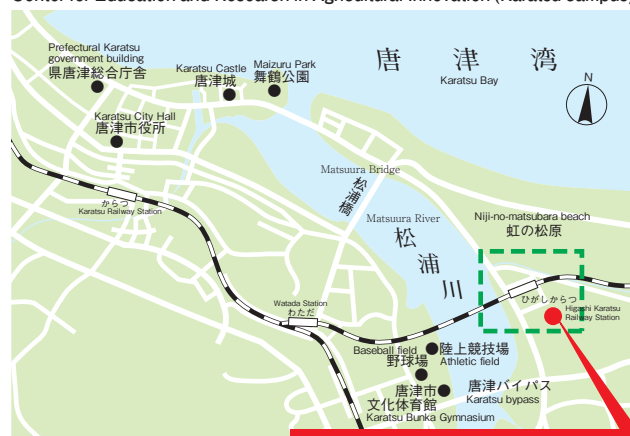 Center for Education and Research in Agricultural Innovation (Karatsu campus)
Prefectural Karatsu
government building
県唐津総合庁舎
Karatsu Castle
唐津城
Maizuru Park
舞鶴公園
唐津湾
Karatsu Bay
N
Karatsu City Hall
唐津市役所
Matsuura Bridge
松浦橋
からつ
Karatsu Railway Station
Matsuura River
松浦川
Niji-no-matsubara beach
虹の松原
ひがしからつ
Higashi Karatsu
Railway Station
Watada Station
わただ
Baseball field
野球場
陸上競技場
Athletic field
唐津市
文化体育館
Karatsu Bunka Gymnasium
唐津バイパス
Karatsu bypass